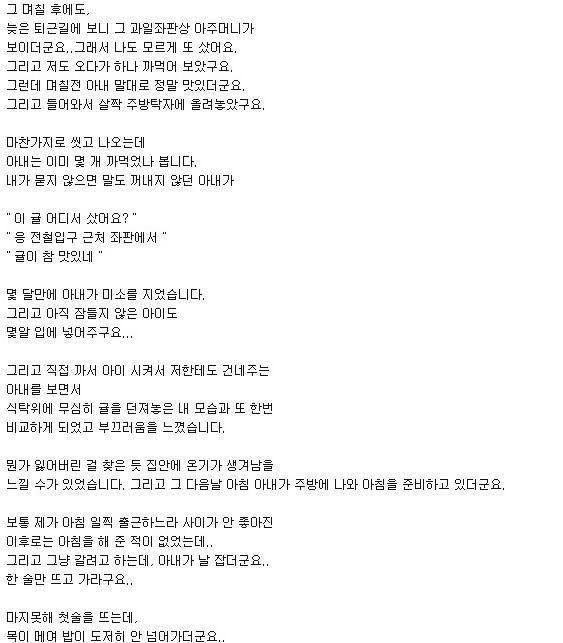 그 며칠 후에도,
늦은 퇴근길에 보니 그 과일좌판상 아주머니가
보이더군요..그래서 나도 모르게 또 샀어요.
그리고 저도 오다가 하나 까먹어 보았구요.
그런데 며칠전 아내 말대로 정말 맛있더군요.
그리고 들어와서 살짝 주방탁자에 올려놓았구요.
마찬가지로 씻고 나오는데
아내는 이미 몇 개 까먹었나 봅니다.
내가 묻지 않으면 말도 꺼내지 않던 아내가
" 이 귤 어디서 샀어요? "
" 응 전철입구 근처 좌판에서 "
" 귤이 참 맛있네 "
몇 달만에 아내가 미소를 지었습니다.
그리고 아직 잠들지 않은 아이도
몇알 입에 넣어주구요...
그리고 직접 까서 아이 시켜서 저한테도 건네주는
아내를 보면서
식탁위에 무심히 귤을 던져놓은 내 모습과 또 한번
비교하게 되었고 부끄러움을 느꼈습니다.
뭔가 잃어버린 걸 찾은 듯 집안에 온기가 생겨남을
느낄 수가 있었습니다. 그리고 그 다음날 아침 아내가 주방에 나와 아침을 준비하고 있더군요.
보통 제가 아침 일찍 출근하느라 사이가 안 좋아진
이후로는 아침을 해 준 적이 없었는데..
그리고 그냥 갈려고 하는데, 아내가 날 잡더군요..
한 술만 뜨고 가라구요..
마지못해 첫술을 뜨는데,
목이 메여 밥이 도저히 안 넘어가더군요..